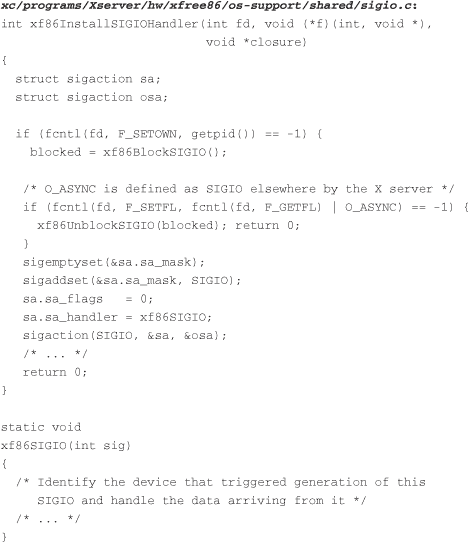 xc/programs/Xserver/hw/xfree86/os-support/shared/sigio.c:
int xf86InstallSIGIOHandler(int fd, void (*f)(int, void *),
                            void *closure)
{
  struct sigaction sa;
  struct sigaction osa;

  if (fcntl(fd, F_SETOWN, getpid()) == -1) {
    blocked = xf86BlockSIGIO();

   /* O_ASYNC is defined as SIGIO elsewhere by the X server */
   if (fcntl(fd, F_SETFL, fcntl(fd, F_GETFL) | O_ASYNC) == -1) {
     xf86UnblockSIGIO(blocked); return 0;
   }
   sigemptyset(&sa.sa_mask);
   sigaddset(&sa.sa_mask, SIGIO);
   sa.sa_flags   = 0;
   sa.sa_handler = xf86SIGIO;
   sigaction(SIGIO, &sa, &osa);
   /* ... */
   return 0;
}

static void
xf86SIGIO(int sig)
{
  /* Identify the device that triggered generation of this
     SIGIO and handle the data arriving from it */
  /* ... */
}